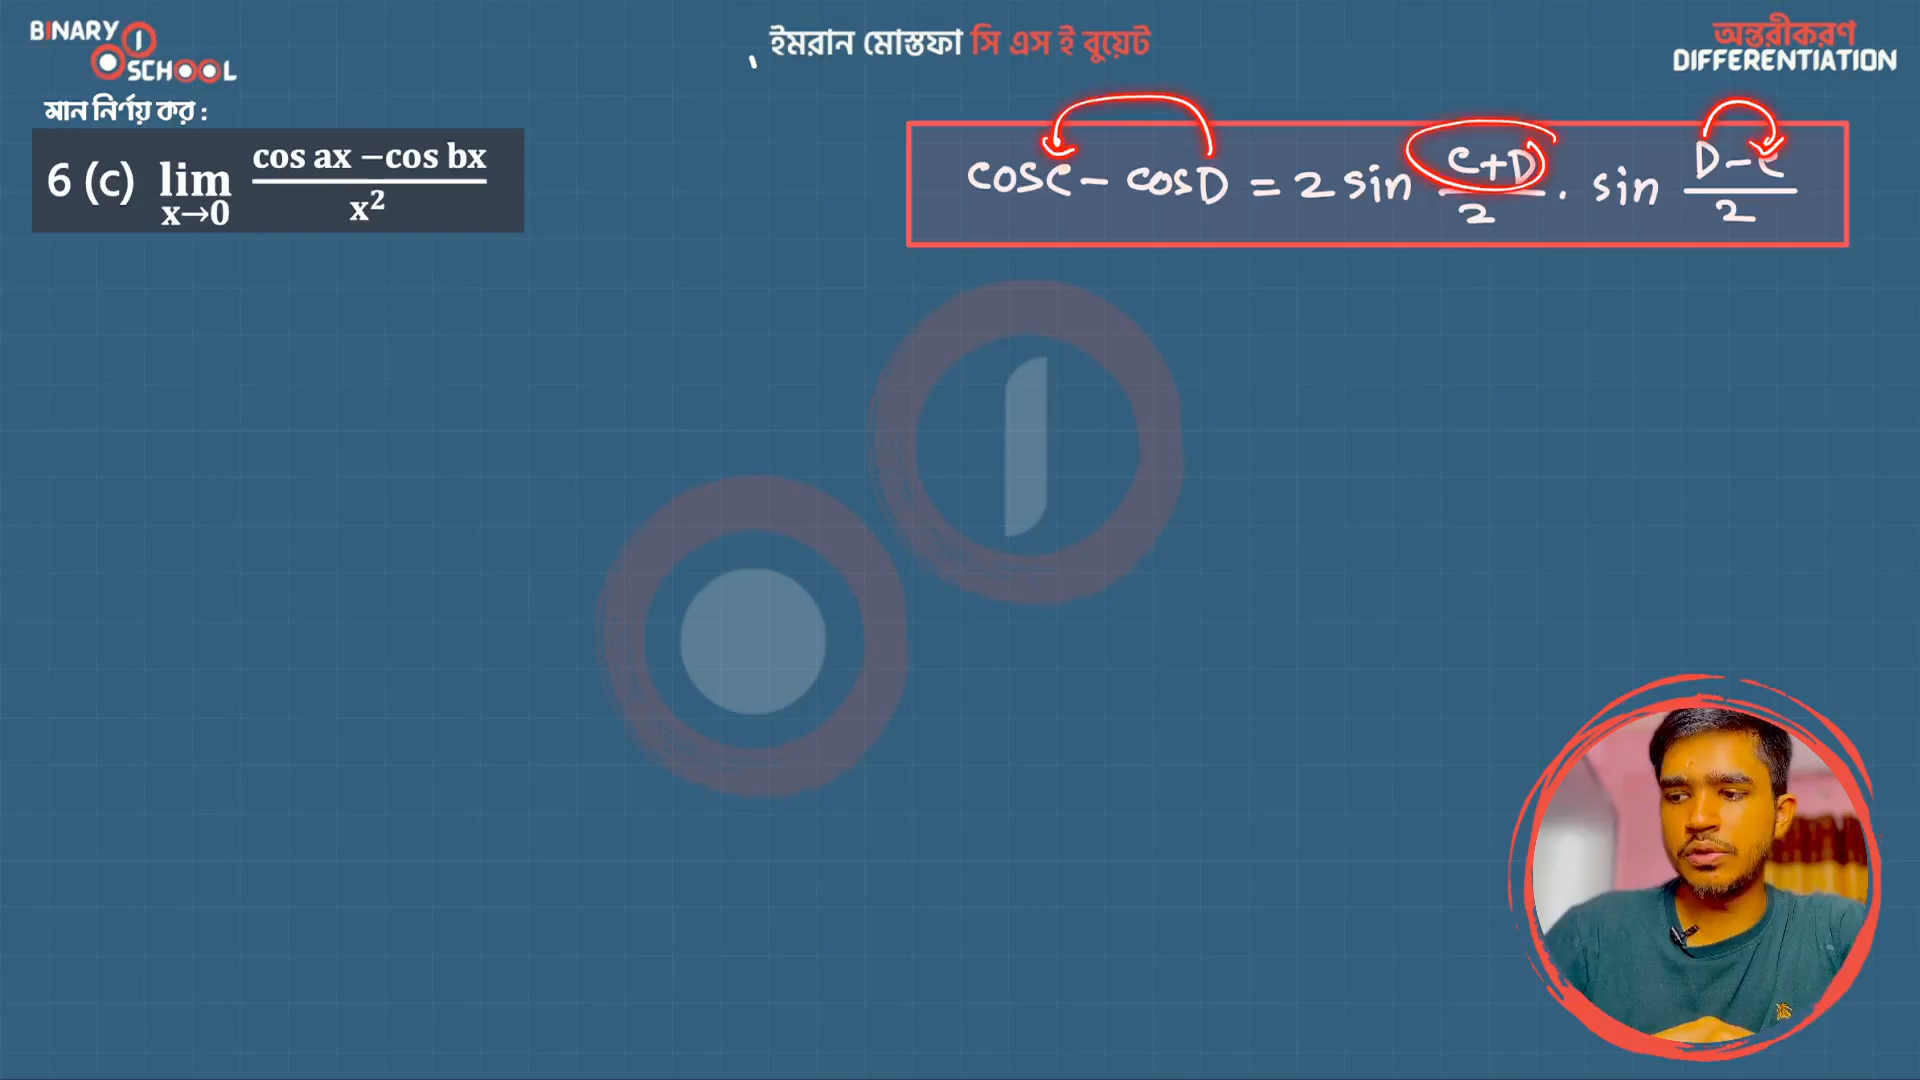 BINARY SCHOOL
ইমরান মোস্তফা সি এস ই বুয়েট
অন্তরীকরণ
DIFFERENTIATION
মান নির্ণয় কর :
6 (c) lim x→0 (cos ax −cos bx) / x²
cosC − cosD = 2 sin (C+D)/2 . sin (D−C)/2